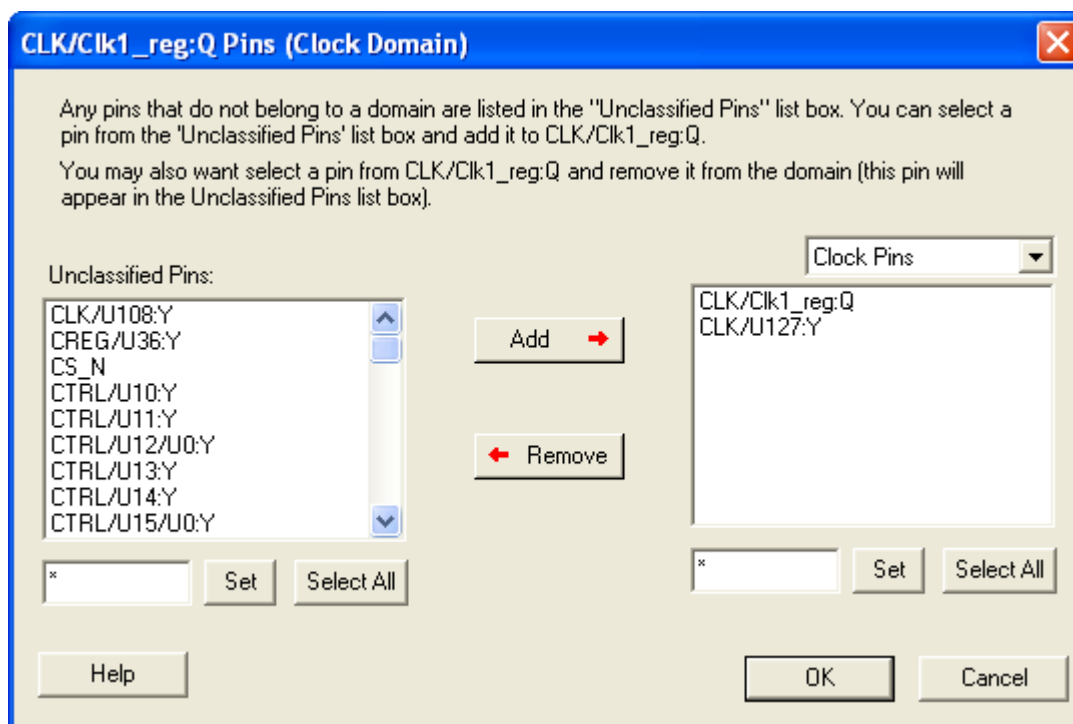 CLK/Clk1_reg:Q Pins (Clock Domain)
Any pins that do not belong to a domain are listed in the "Unclassified Pins" list box. You can select a
pin from the 'Unclassified Pins' list box and add it to CLK/Clk1_reg:Q.
You may also want select a pin from CLK/Clk1_reg:Q and remove it from the domain (this pin will
appear in the Unclassified Pins list box).
Clock Pins
Unclassified Pins:
CLK/U108:Y
CREG/U36:Y
CS_N
CTRL/U10:Y
CTRL/U11:Y
CTRL/U12/U0:Y
CTRL/U13:Y
CTRL/U14:Y
CTRL/U15/U0:Y
Add
Remove
CLK/Clk1_reg:Q
CLK/U127:Y
* Set Select All
* Set Select All
Help
OK Cancel